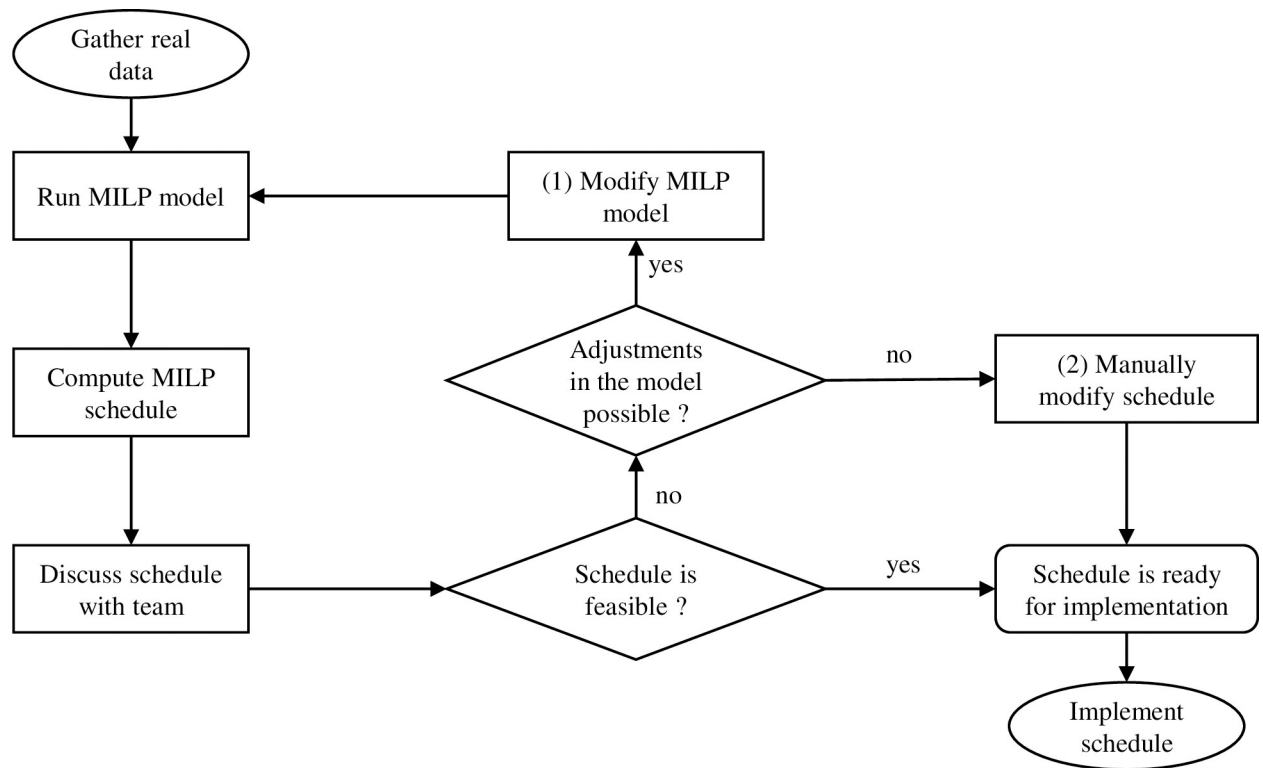 Gather real
data
Run MILP model
(1) Modify MILP
model
yes
Adjustments
in the model
possible ?
no
(2) Manually
modify schedule
Compute MILP
schedule
no
Discuss schedule
with team
Schedule is
feasible ?
yes
Schedule is ready
for implementation
Implement
schedule